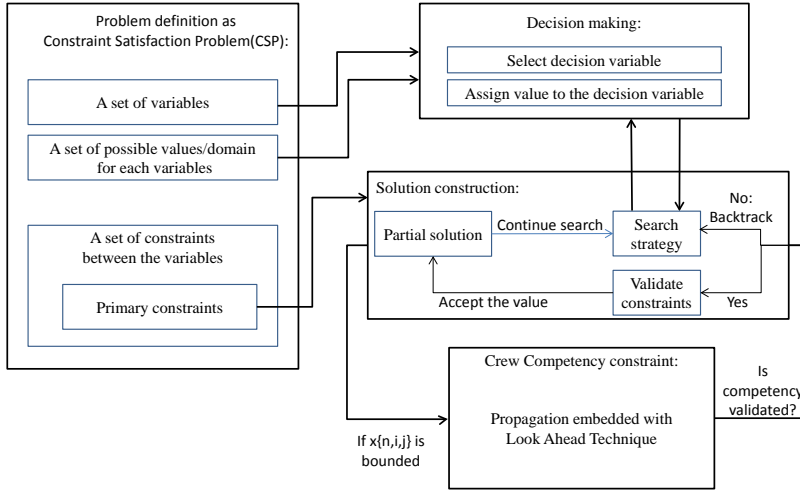 Problem definition as
Constraint Satisfaction Problem(CSP):
A set of variables
A set of possible values/domain
for each variables
A set of constraints
between the variables
Primary constraints
Decision making:
Select decision variable
Assign value to the decision variable
Solution construction:
Partial solution
Continue search
Search
strategy
No:
Backtrack
Validate
constraints
Accept the value
Yes
Crew Competency constraint:
Propagation embedded with
Look Ahead Technique
If x{n,i,j} is
bounded
Is
competency
validated?